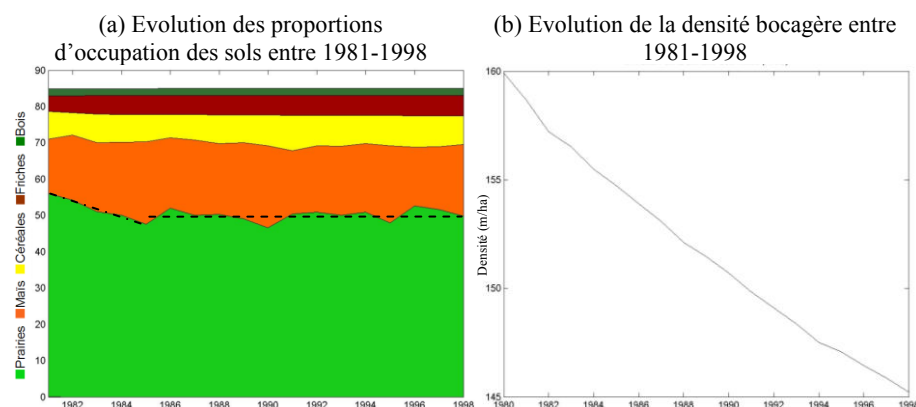 (a) Evolution des proportions
d'occupation des sols entre 1981-1998
90
80
70
60
50
40
30
20
10
0
1982 1984 1986 1988 1990 1992 1994 1996 1998
Prairies Maïs Céréales Friches Bois
(b) Evolution de la densité bocagère entre
1981-1998
160
155
150
145
Densité (m/ha)
1980 1982 1984 1986 1988 1990 1992 1994 1996 1998